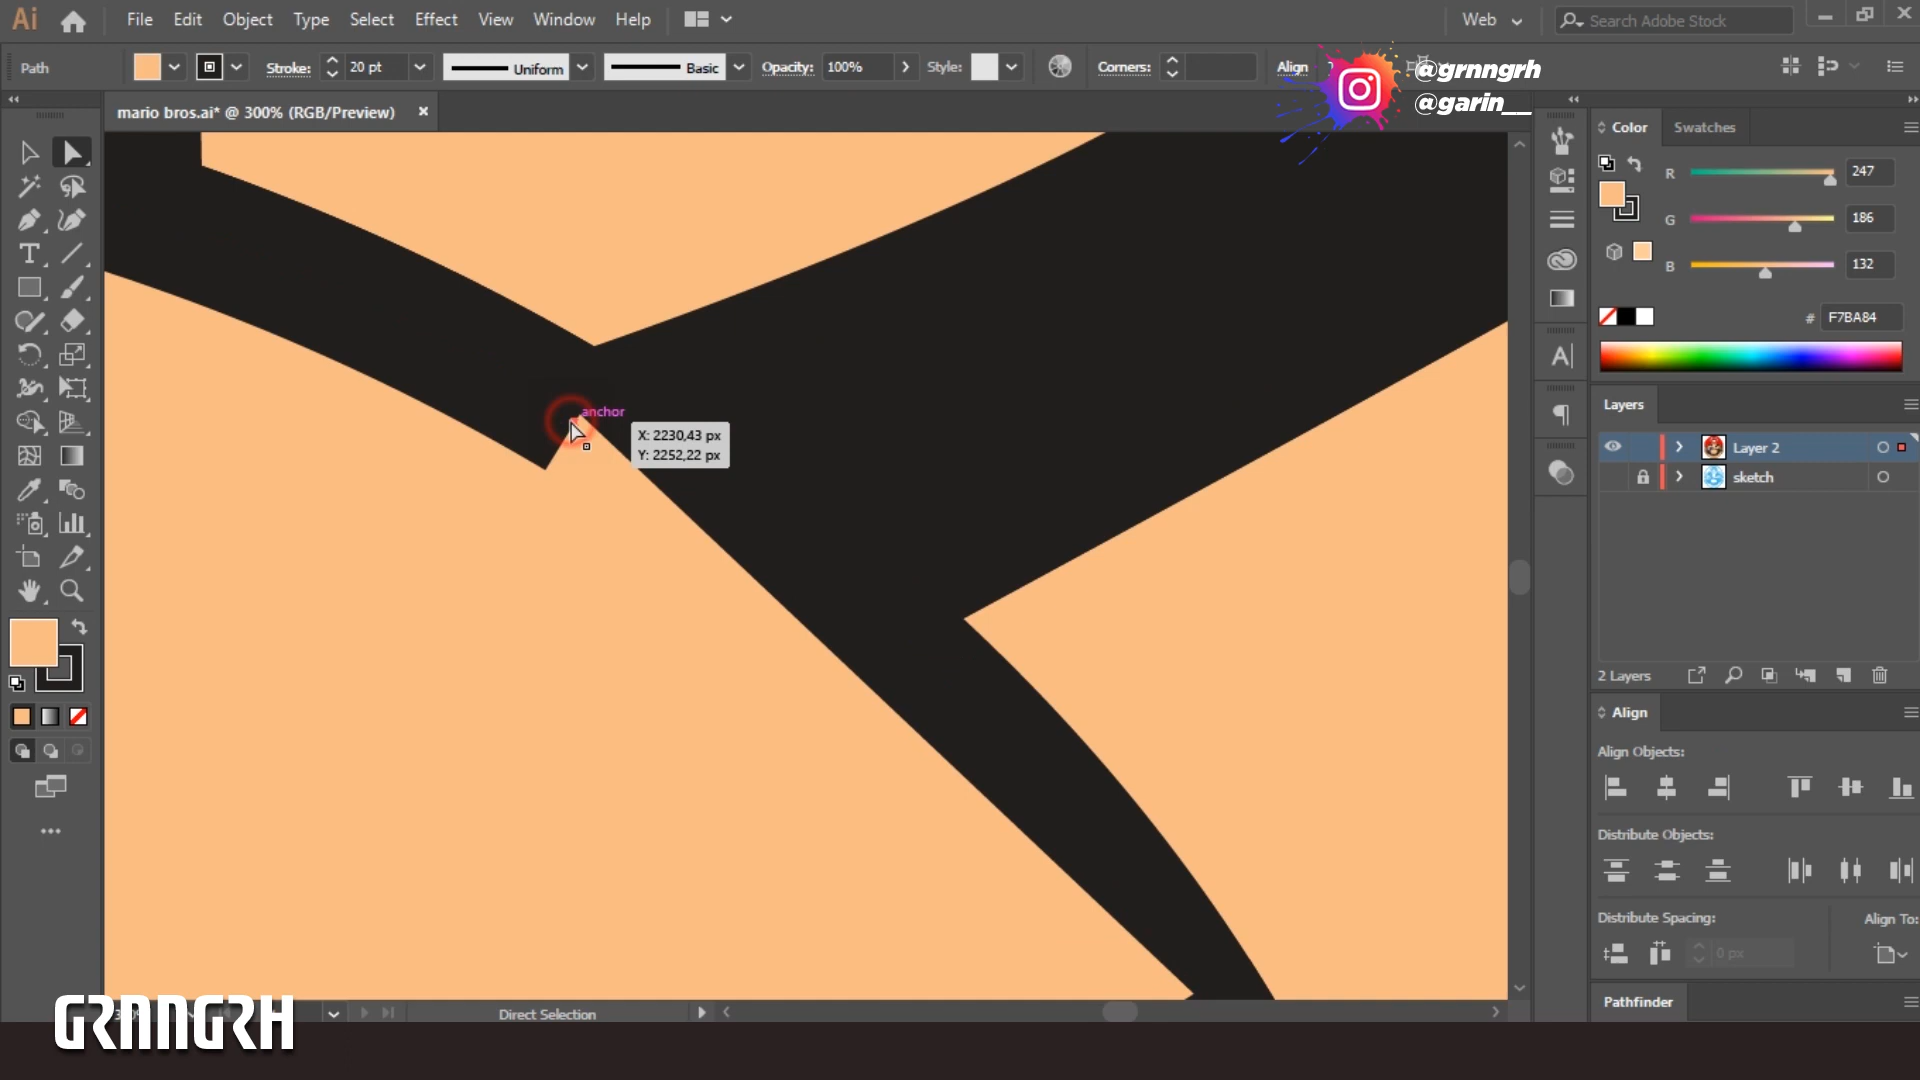 Ai File Edit Object Type Select Effect View Window Help Web Search Adobe Stock
Path Stroke: 20 pt Uniform Basic Opacity: 100% Style: Corners: Align
@grnngrh
@garin__
mario bros.ai* @ 300% (RGB/Preview) ×
Color Swatches
R 247
G 186
B 132
# F7BA84
anchor
X: 2230,43 px
Y: 2252,22 px
Layers
Layer 2
sketch
2 Layers
Align
Align Objects:
Distribute Objects:
Distribute Spacing: Align To:
0 px
Pathfinder
Direct Selection
GRNNGRH